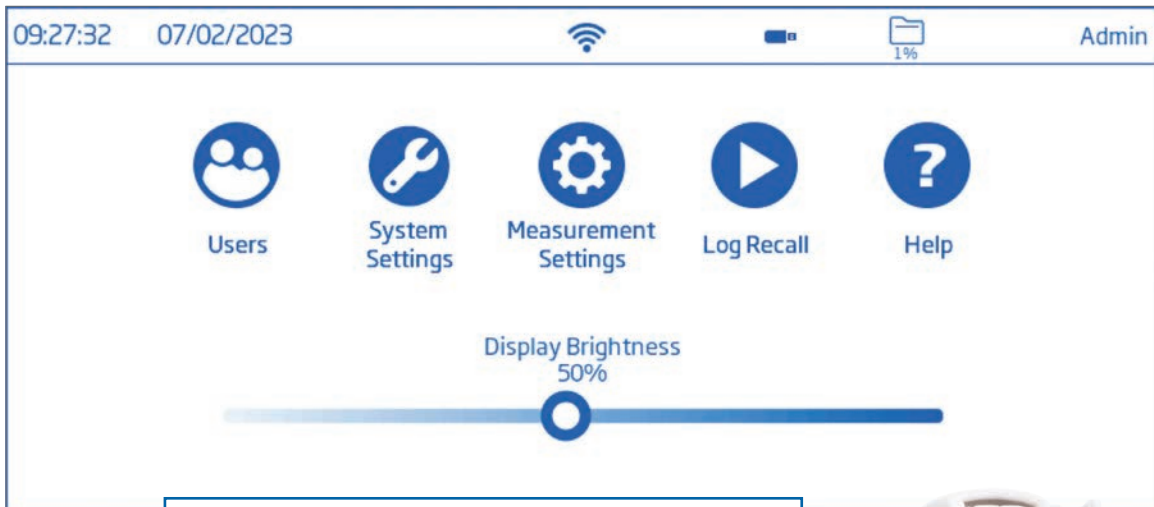 09:27:32 07/02/2023 1% Admin
Users System Settings Measurement Settings Log Recall Help
Display Brightness
50%